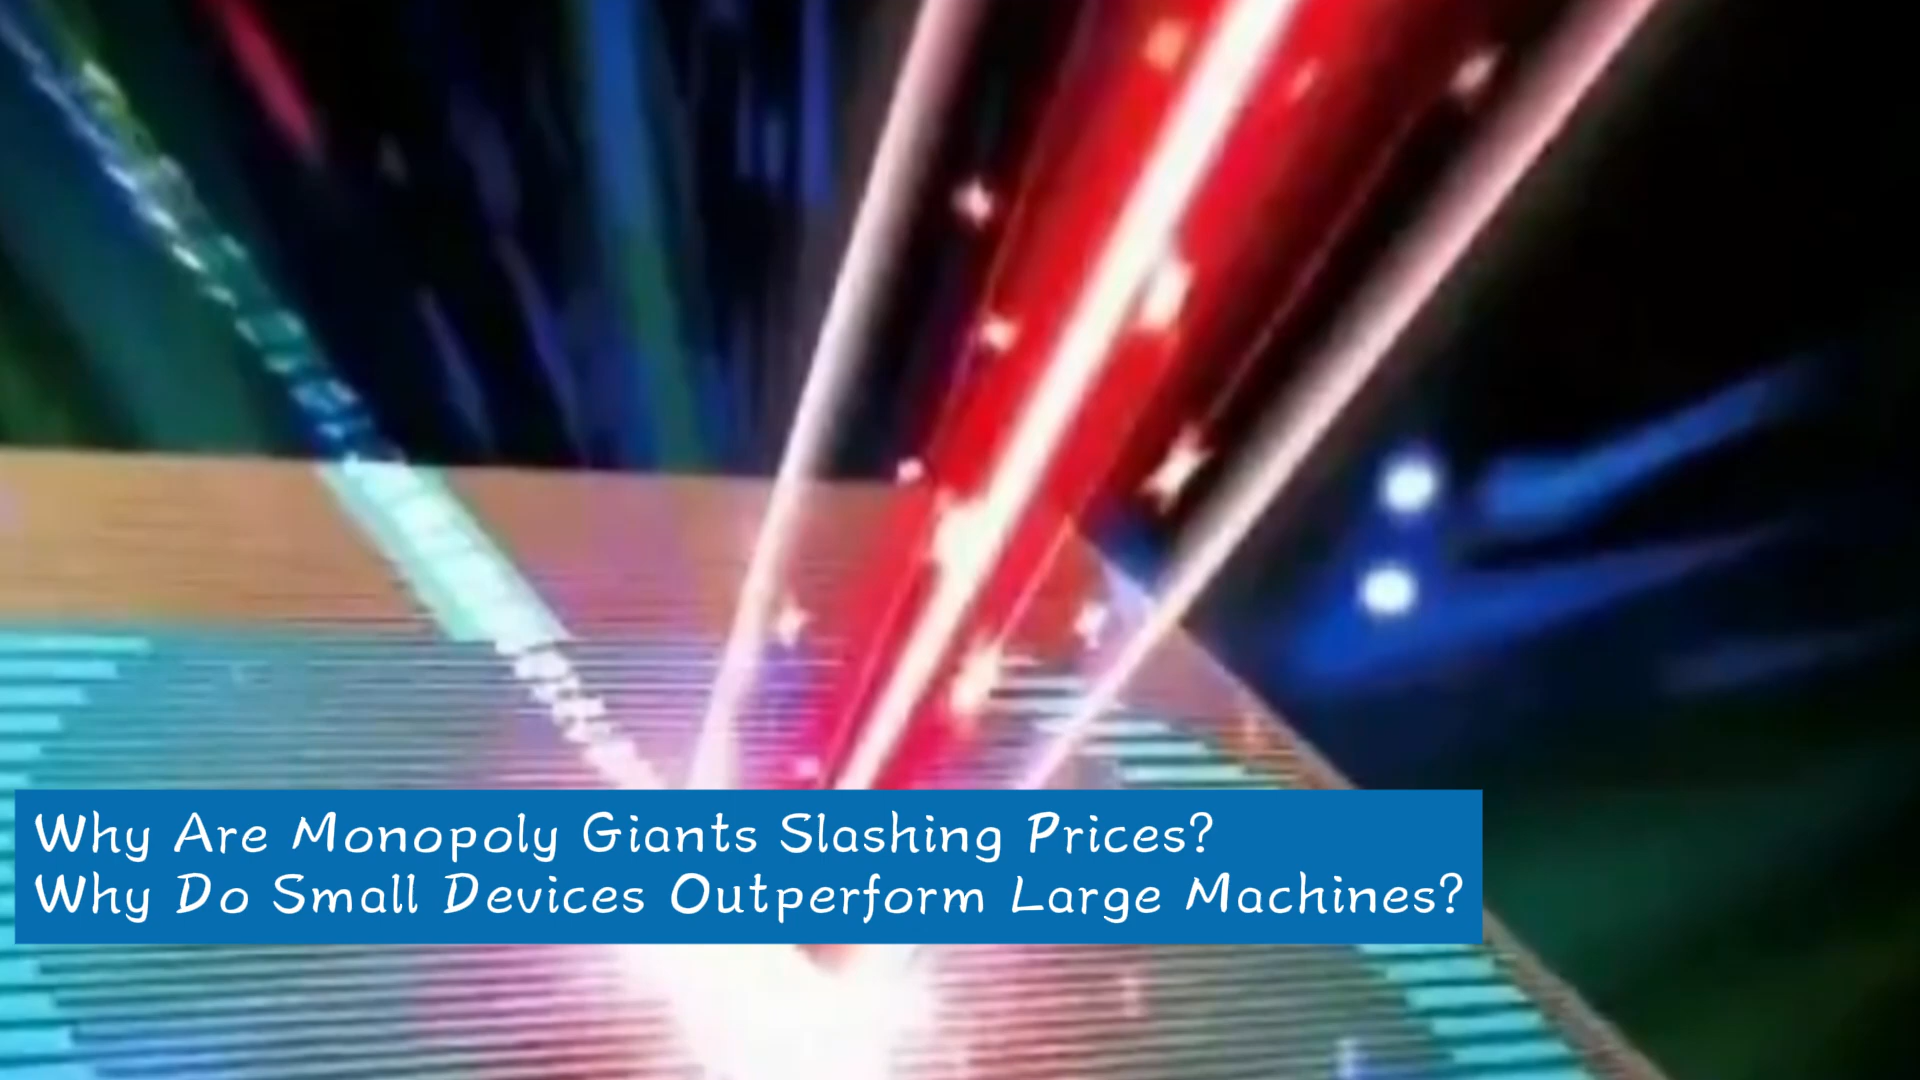 Why Are Monopoly Giants Slashing Prices?
Why Do Small Devices Outperform Large Machines?